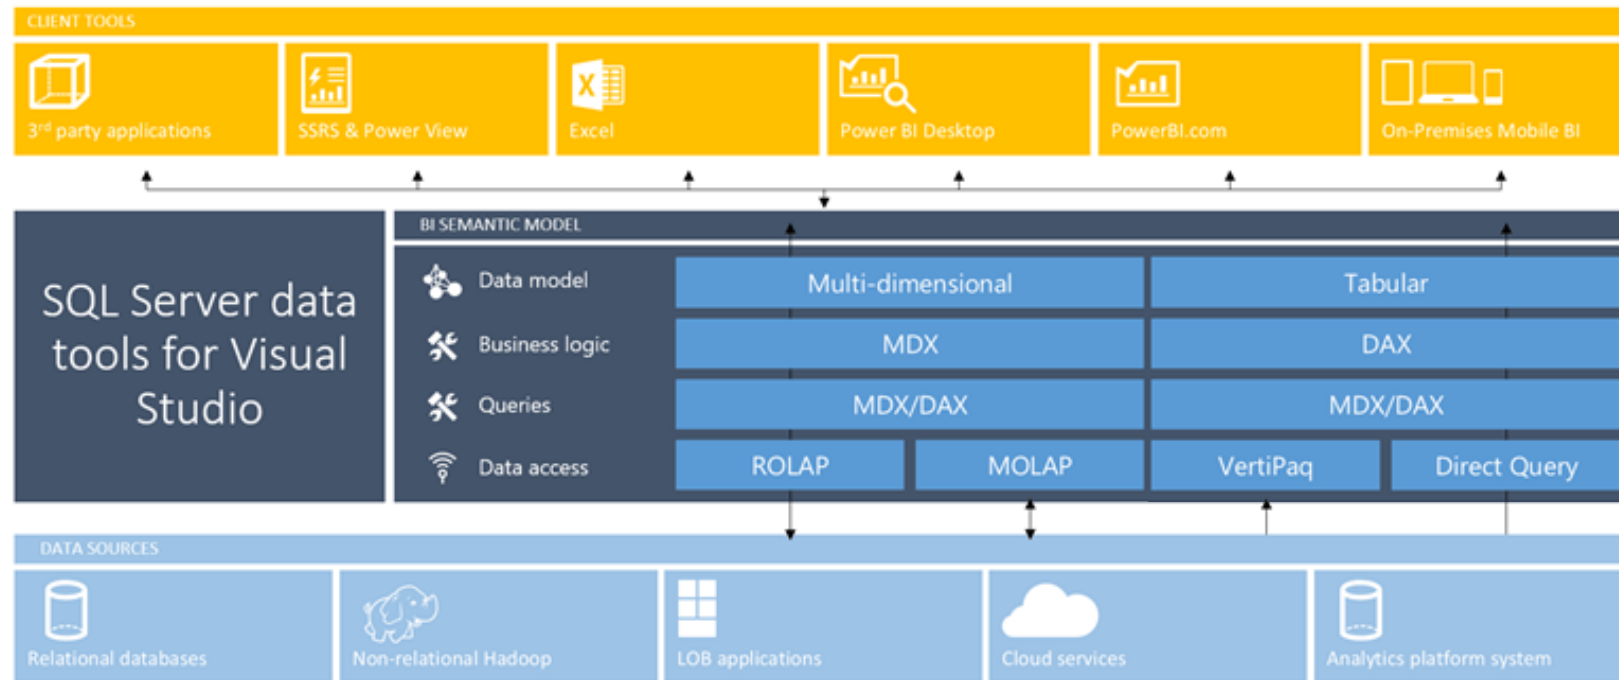 CLIENT TOOLS
3rd party applications
SSRS & Power View
Excel
Power BI Desktop
PowerBI.com
On-Premises Mobile BI
SQL Server data
tools for Visual
Studio
BI SEMANTIC MODEL
Data model
Multi-dimensional
Tabular
Business logic
MDX
DAX
Queries
MDX/DAX
MDX/DAX
Data access
ROLAP
MOLAP
VertiPaq
Direct Query
DATA SOURCES
Relational databases
Non-relational Hadoop
LOB applications
Cloud services
Analytics platform system